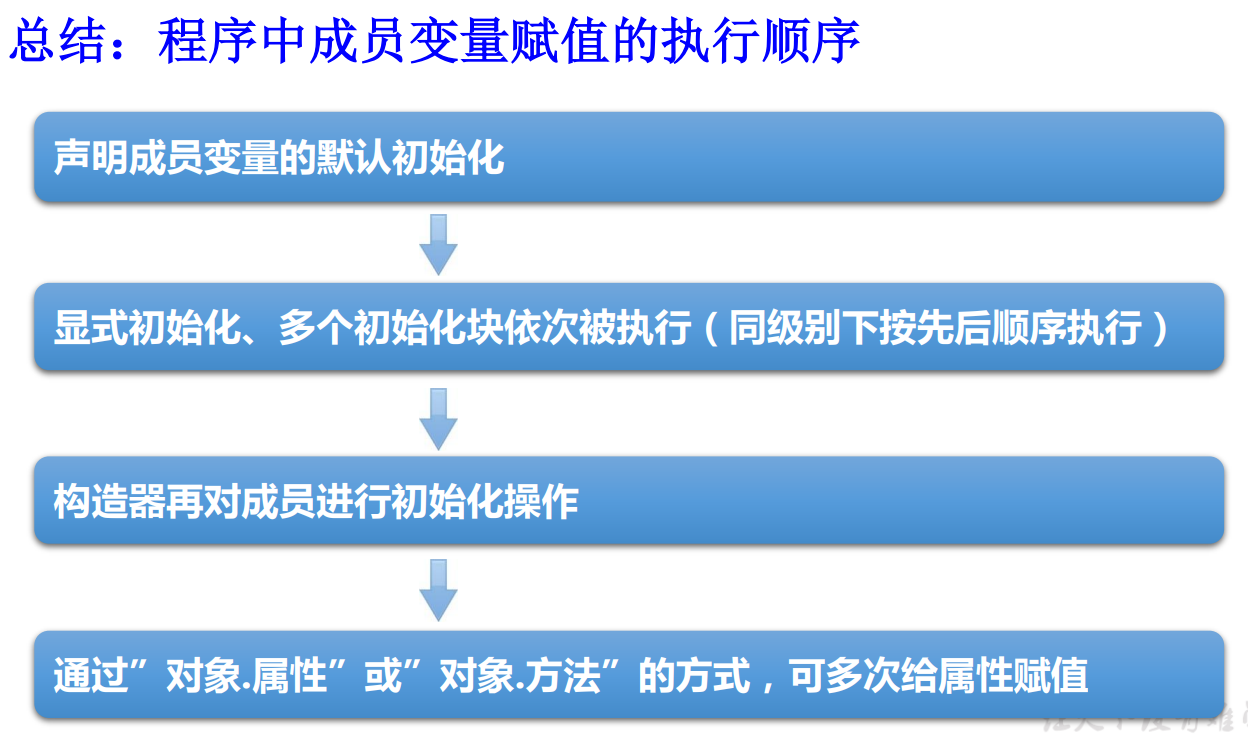 总结：程序中成员变量赋值的执行顺序
声明成员变量的默认初始化
显式初始化、多个初始化块依次被执行（同级别下按先后顺序执行）
构造器再对成员进行初始化操作
通过”对象.属性”或”对象.方法”的方式，可多次给属性赋值